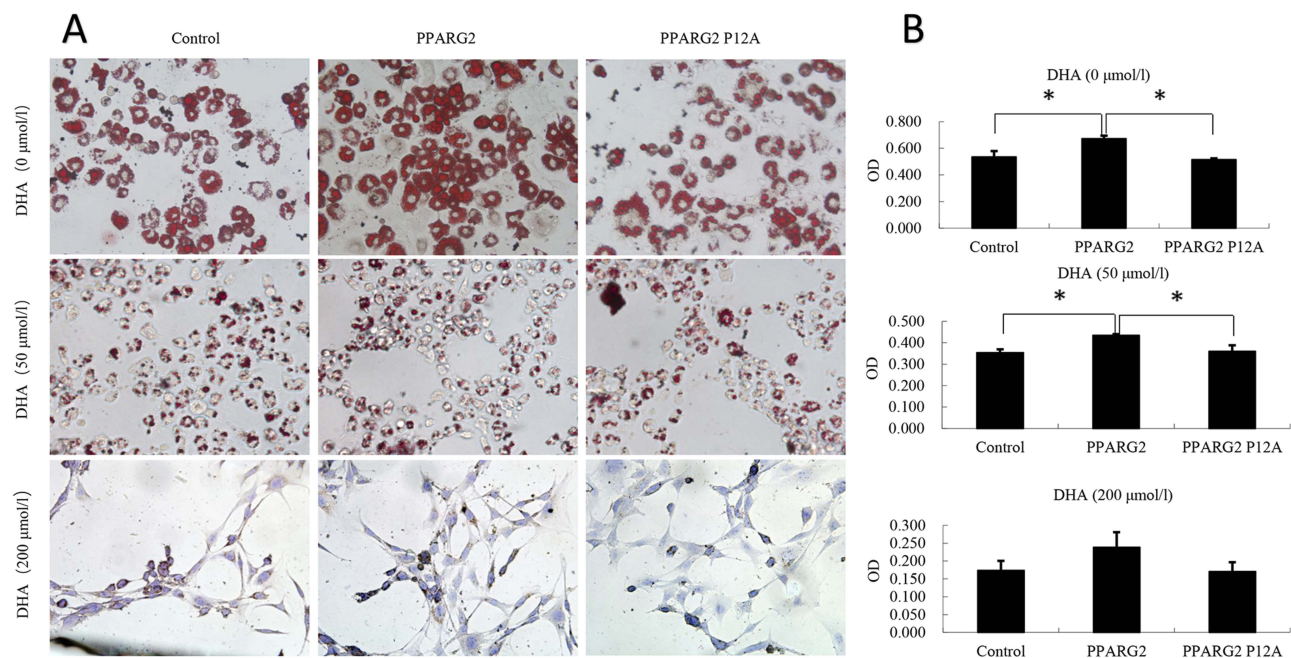 A
Control
PPARG2
PPARG2 P12A
DHA (0 μmol/l)
DHA (50 μmol/l)
DHA (200 μmol/l)
B
DHA (0 μmol/l)
*
*
OD
0.800
0.600
0.400
0.200
0.000
Control
PPARG2
PPARG2 P12A
DHA (50 μmol/l)
*
*
OD
0.500
0.400
0.300
0.200
0.100
0.000
Control
PPARG2
PPARG2 P12A
DHA (200 μmol/l)
OD
0.300
0.250
0.200
0.150
0.100
0.050
0.000
Control
PPARG2
PPARG2 P12A